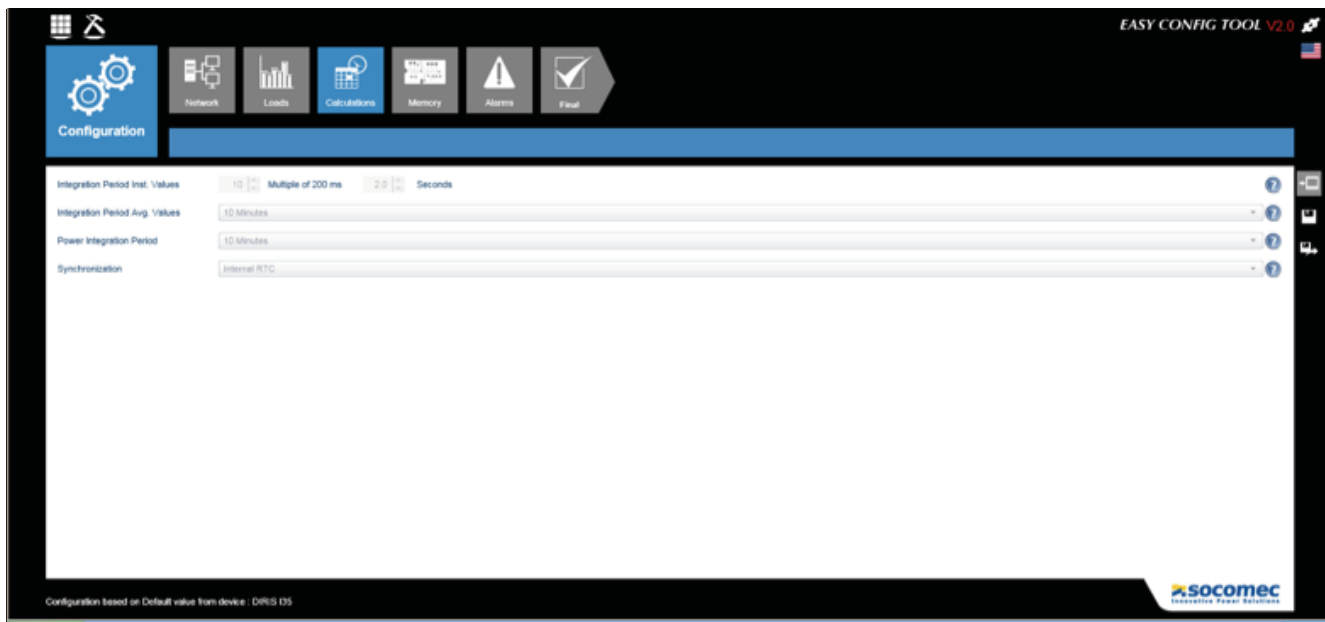 EASY CONFIG TOOL V2.0
Configuration
Network
Loads
Calculations
Memory
Alarms
Final
Integration Period Inst. Values 10 Multiple of 200 ms 2.0 Seconds
Integration Period Avg. Values 10 Minutes
Power Integration Period 10 Minutes
Synchronization Internal RTC
Configuration based on Default value from device : DIRIS I35
socomec
Innovative Power Solutions